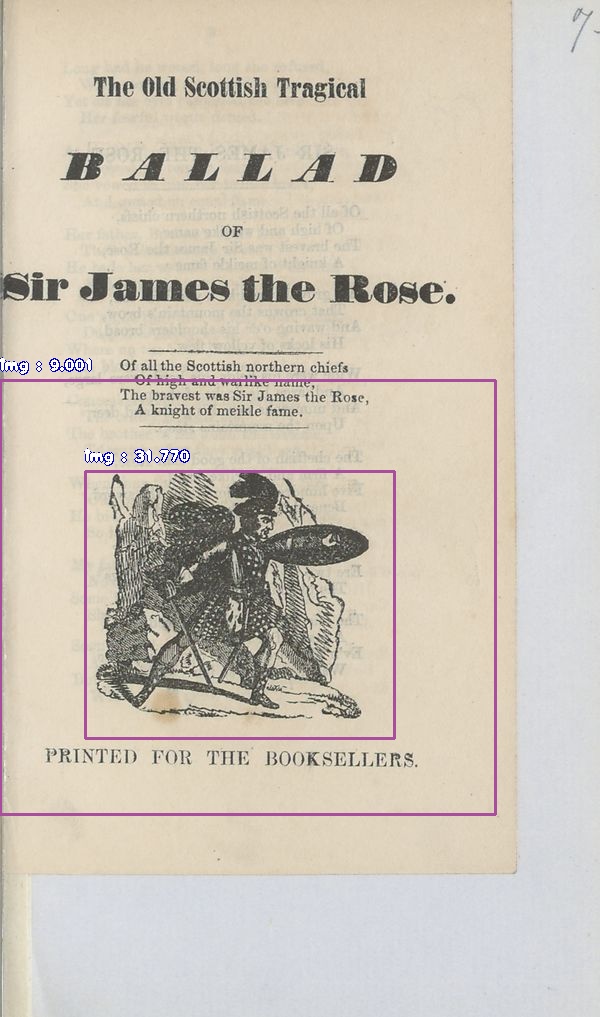 7.
The Old Scottish Tragical
BALLAD
OF
Sir James the Rose.
Of all the Scottish northern chiefs
Of high and warlike name,
The bravest was Sir James the Rose,
A knight of meikle fame.
Img : 9.001
Img : 31.770
PRINTED FOR THE BOOKSELLERS.